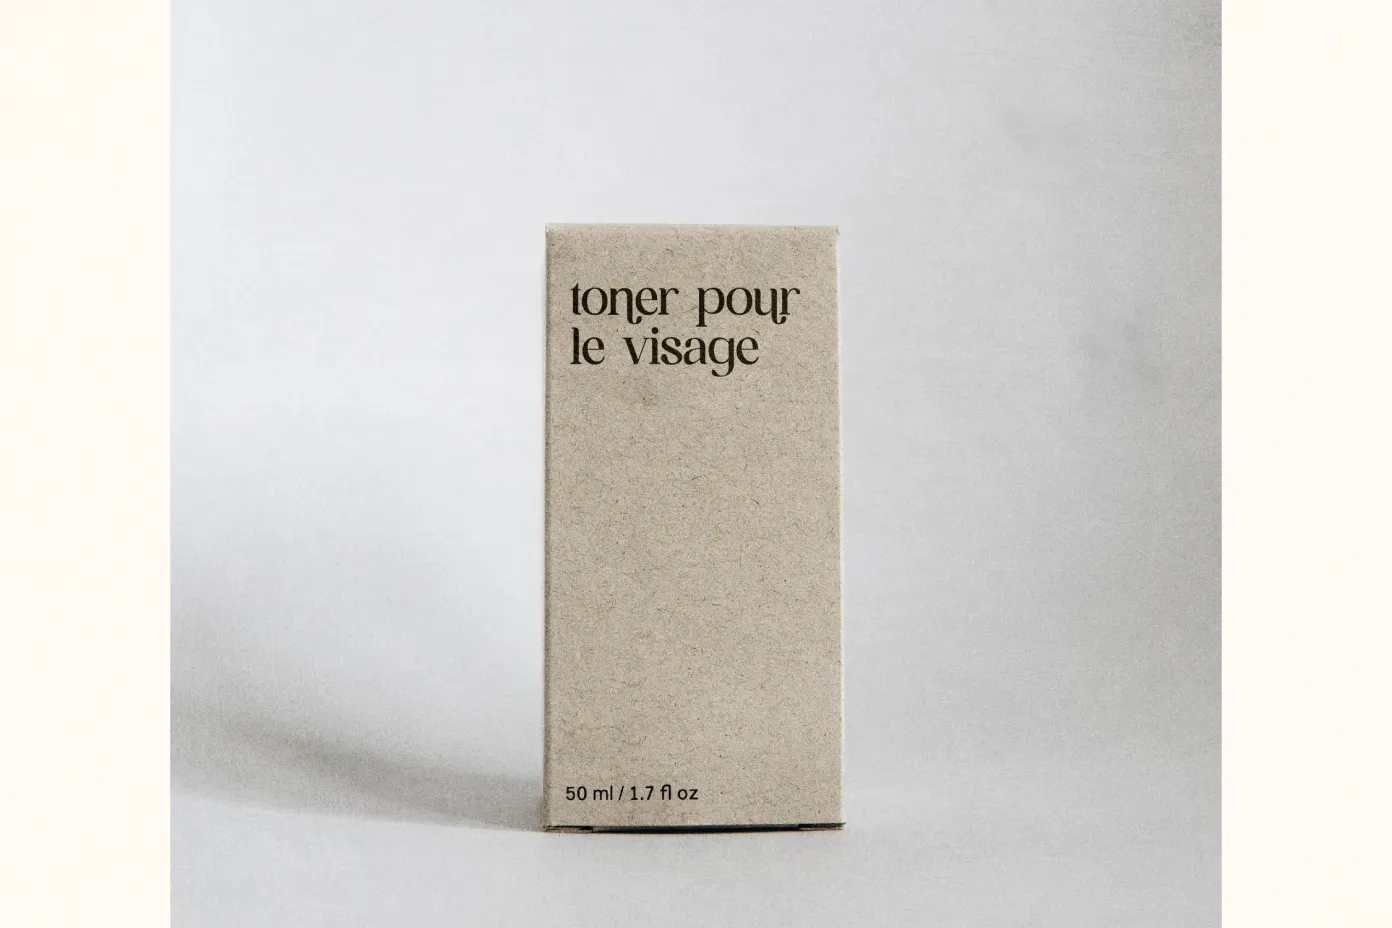 toner pour
le visage
50 ml / 1.7 fl oz